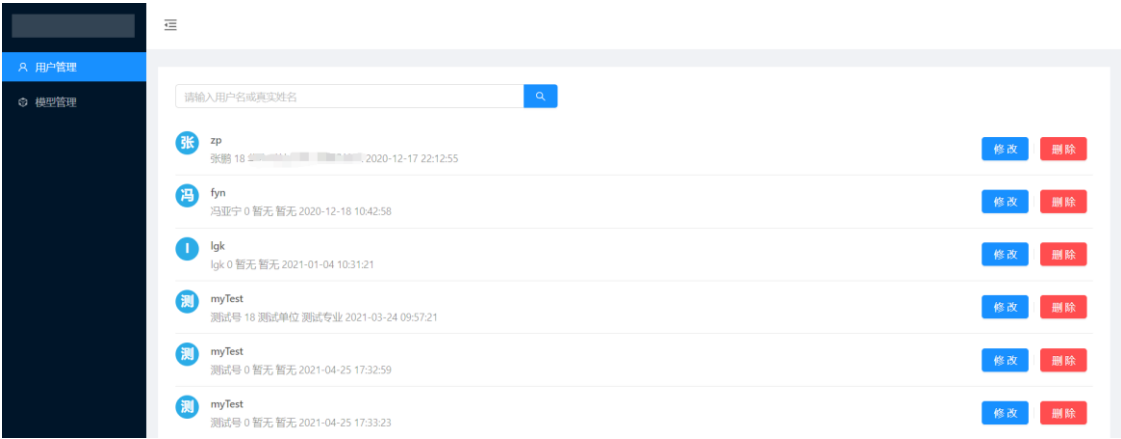 用户管理
模型管理
请输入用户名或真实姓名
张
zp
张鹏 18 2020-12-17 22:12:55
修 改
删 除
冯
fyn
冯亚宁 0 暂无 暂无 2020-12-18 10:42:58
修 改
删 除
l
lgk
lgk 0 暂无 暂无 2021-01-04 10:31:21
修 改
删 除
测
myTest
测试号 18 测试单位 测试专业 2021-03-24 09:57:21
修 改
删 除
测
myTest
测试号 0 暂无 暂无 2021-04-25 17:32:59
修 改
删 除
测
myTest
测试号 0 暂无 暂无 2021-04-25 17:33:23
修 改
删 除